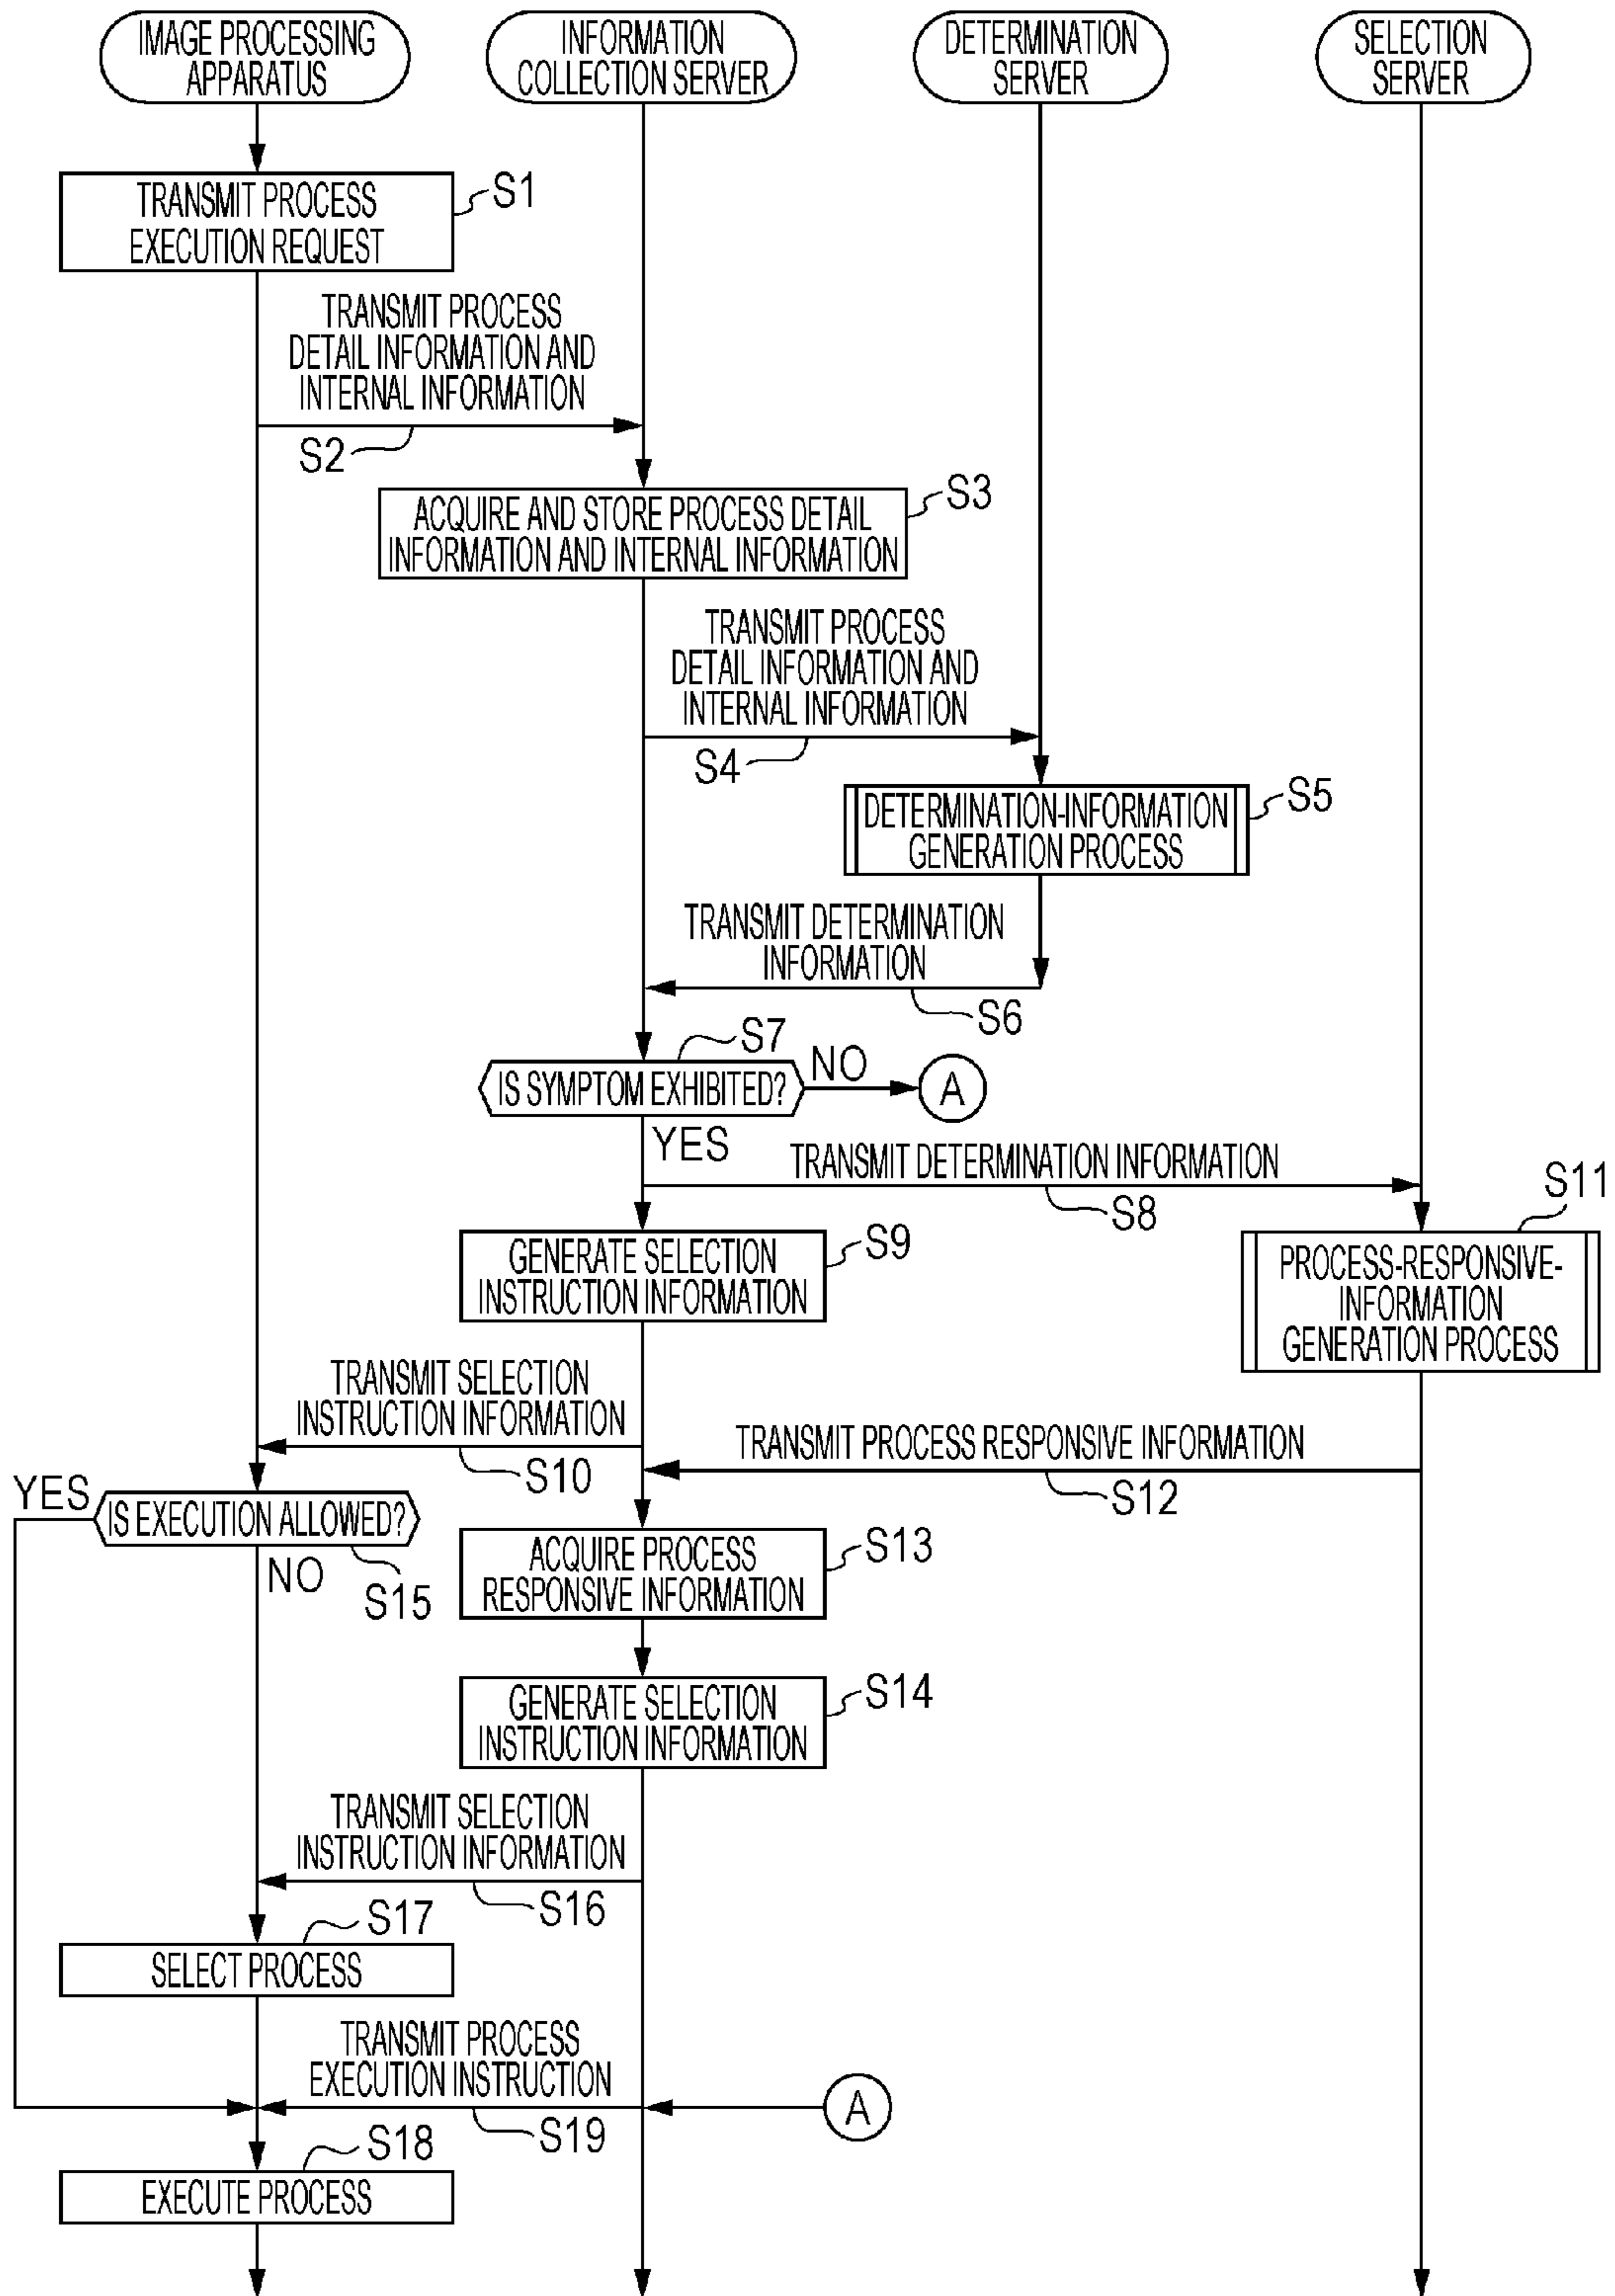 IMAGE PROCESSING
APPARATUS
INFORMATION
COLLECTION SERVER
DETERMINATION
SERVER
SELECTION
SERVER
TRANSMIT PROCESS
EXECUTION REQUEST
S1
TRANSMIT PROCESS
DETAIL INFORMATION AND
INTERNAL INFORMATION
S2
ACQUIRE AND STORE PROCESS DETAIL
INFORMATION AND INTERNAL INFORMATION
S3
TRANSMIT PROCESS
DETAIL INFORMATION AND
INTERNAL INFORMATION
S4
DETERMINATION-INFORMATION
GENERATION PROCESS
S5
TRANSMIT DETERMINATION
INFORMATION
S6
S7
IS SYMPTOM EXHIBITED?
NO
A
YES
TRANSMIT DETERMINATION INFORMATION
S8
S11
GENERATE SELECTION
INSTRUCTION INFORMATION
S9
PROCESS-RESPONSIVE-
INFORMATION
GENERATION PROCESS
TRANSMIT SELECTION
INSTRUCTION INFORMATION
S10
TRANSMIT PROCESS RESPONSIVE INFORMATION
S12
YES
IS EXECUTION ALLOWED?
NO
S15
ACQUIRE PROCESS
RESPONSIVE INFORMATION
S13
GENERATE SELECTION
INSTRUCTION INFORMATION
S14
TRANSMIT SELECTION
INSTRUCTION INFORMATION
S16
S17
SELECT PROCESS
TRANSMIT PROCESS
EXECUTION INSTRUCTION
A
S19
S18
EXECUTE PROCESS